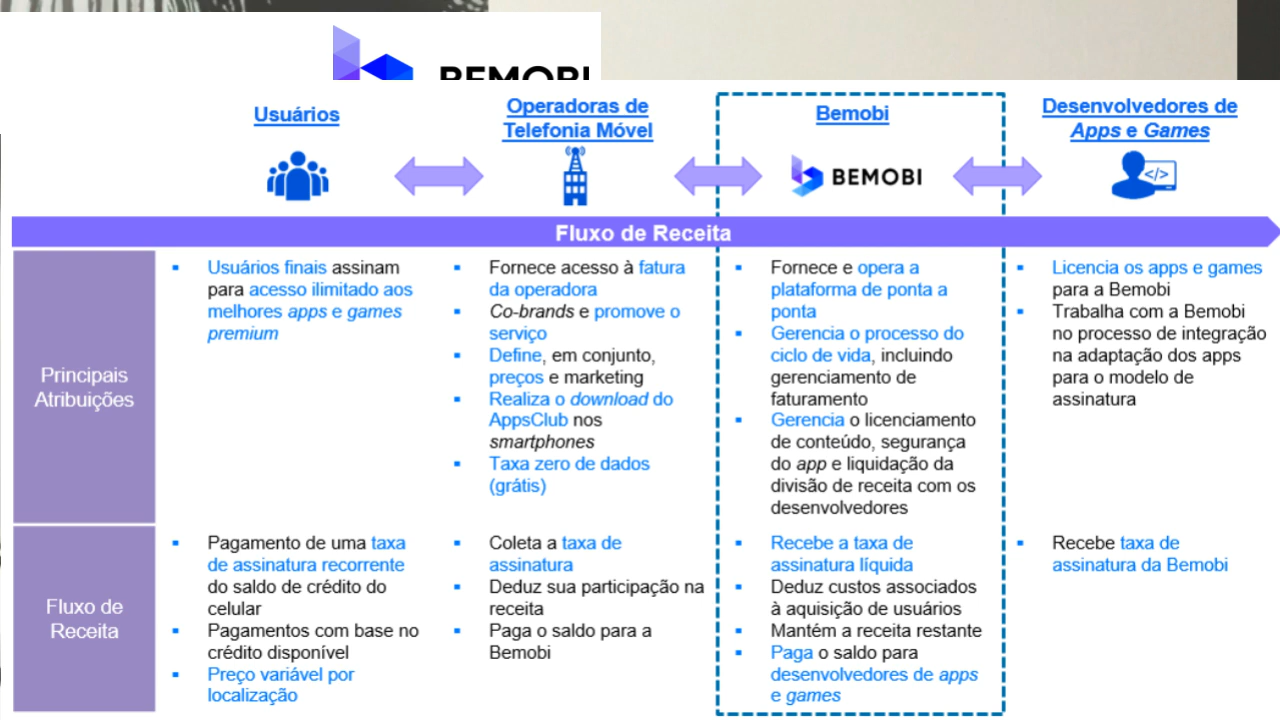 BEMOBI
Usuários
Operadoras de
Telefonia Móvel
Bemobi
Desenvolvedores de
Apps e Games
</>
BEMOBI
Fluxo de Receita
Principais
Atribuições
▪ Usuários finais assinam
para acesso ilimitado aos
melhores apps e games
premium
▪ Fornece acesso à fatura
da operadora
▪ Co-brands e promove o
serviço
▪ Define, em conjunto,
preços e marketing
▪ Realiza o download do
AppsClub nos
smartphones
▪ Taxa zero de dados
(grátis)
▪ Fornece e opera a
plataforma de ponta a
ponta
▪ Gerencia o processo do
ciclo de vida, incluindo
gerenciamento de
faturamento
▪ Gerencia o licenciamento
de conteúdo, segurança
do app e liquidação da
divisão de receita com os
desenvolvedores
▪ Licencia os apps e games
para a Bemobi
▪ Trabalha com a Bemobi
no processo de integração
na adaptação dos apps
para o modelo de
assinatura
Fluxo de
Receita
▪ Pagamento de uma taxa
de assinatura recorrente
do saldo de crédito do
celular
▪ Pagamentos com base no
crédito disponível
▪ Preço variável por
localização
▪ Coleta a taxa de
assinatura
▪ Deduz sua participação na
receita
▪ Paga o saldo para a
Bemobi
▪ Recebe a taxa de
assinatura líquida
▪ Deduz custos associados
à aquisição de usuários
▪ Mantém a receita restante
▪ Paga o saldo para
desenvolvedores de apps
e games
▪ Recebe taxa de
assinatura da Bemobi